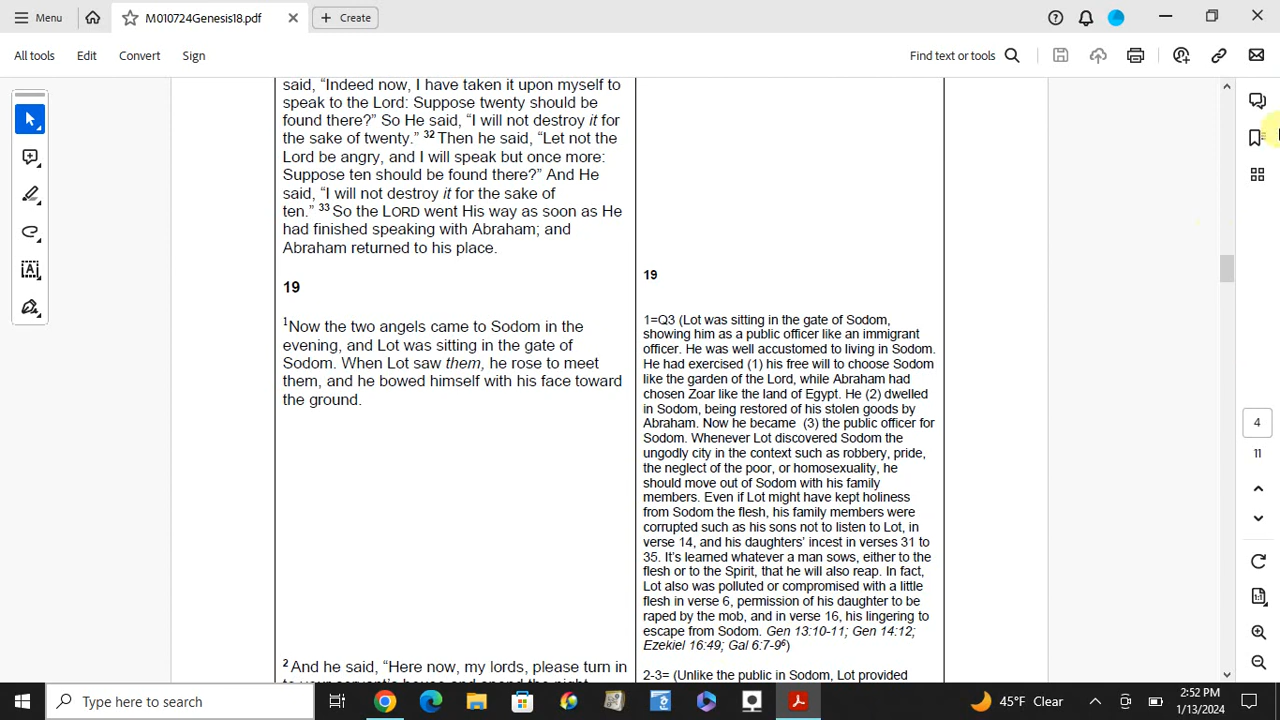 Menu
M010724Genesis18.pdf
Create
All tools
Edit
Convert
Sign
Find text or tools
said, “Indeed now, I have taken it upon myself to
speak to the Lord: Suppose twenty should be
found there?” So He said, “I will not destroy it for
the sake of twenty.” 32 Then he said, “Let not the
Lord be angry, and I will speak but once more:
Suppose ten should be found there?” And He
said, “I will not destroy it for the sake of
ten.” 33 So the LORD went His way as soon as He
had finished speaking with Abraham; and
Abraham returned to his place.
19
1Now the two angels came to Sodom in the
evening, and Lot was sitting in the gate of
Sodom. When Lot saw them, he rose to meet
them, and he bowed himself with his face toward
the ground.
2 And he said, “Here now, my lords, please turn in
to your servant’s house and spend the night
19
1=Q3 (Lot was sitting in the gate of Sodom,
showing him as a public officer like an immigrant
officer. He was well accustomed to living in Sodom.
He had exercised (1) his free will to choose Sodom
like the garden of the Lord, while Abraham had
chosen Zoar like the land of Egypt. He (2) dwelled
in Sodom, being restored of his stolen goods by
Abraham. Now he became (3) the public officer for
Sodom. Whenever Lot discovered Sodom the
ungodly city in the context such as robbery, pride,
the neglect of the poor, or homosexuality, he
should move out of Sodom with his family
members. Even if Lot might have kept holiness
from Sodom the flesh, his family members were
corrupted such as his sons not to listen to Lot, in
verse 14, and his daughters’ incest in verses 31 to
35. It’s learned whatever a man sows, either to the
flesh or to the Spirit, that he will also reap. In fact,
Lot also was polluted or compromised with a little
flesh in verse 6, permission of his daughter to be
raped by the mob, and in verse 16, his lingering to
escape from Sodom. Gen 13:10-11; Gen 14:12;
Ezekiel 16:49; Gal 6:7-9⁶)
2-3= (Unlike the public in Sodom, Lot provided
4
11
1:1
Type here to search
45°F Clear
2:52 PM
1/13/2024